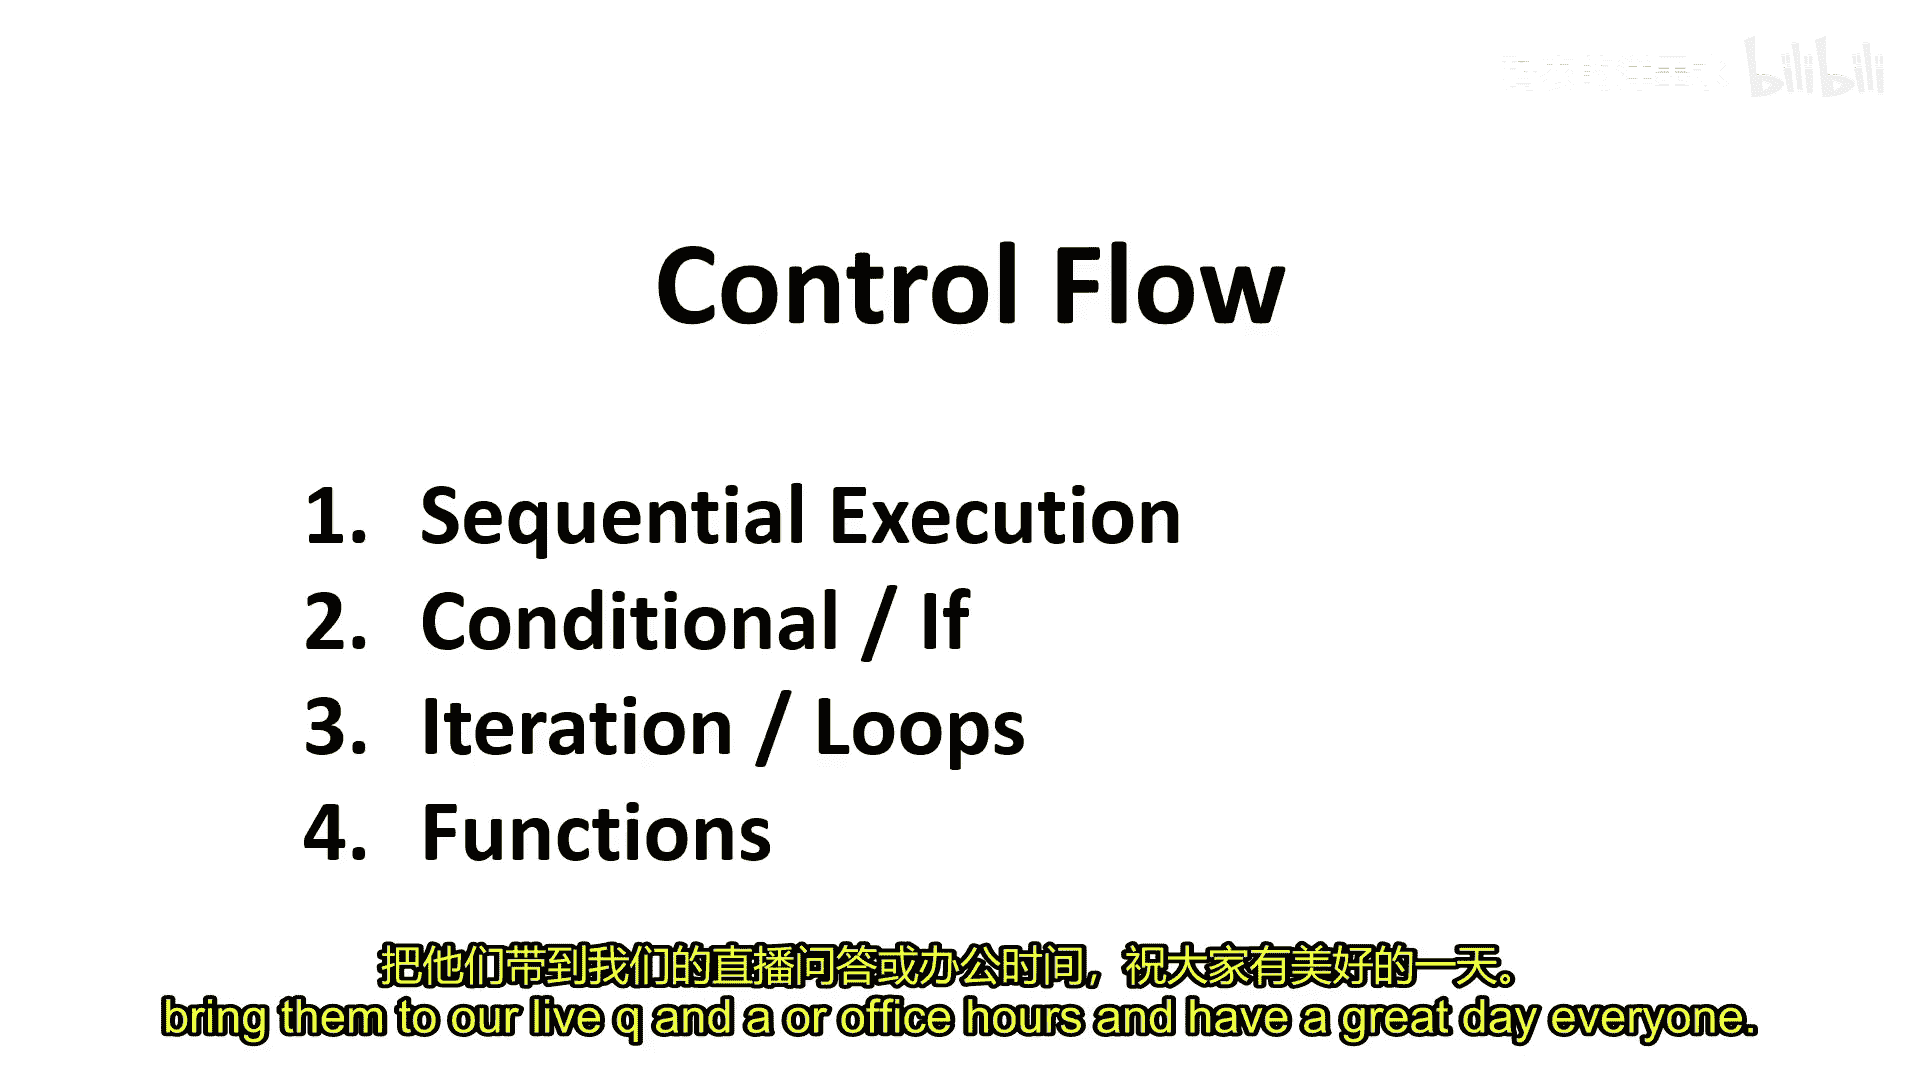 bilibili
Control Flow
1. Sequential Execution
2. Conditional / If
3. Iteration / Loops
4. Functions
把他们带到我们的直播问答或办公时间，祝大家有美好的一天。
bring them to our live q and a or office hours and have a great day everyone.